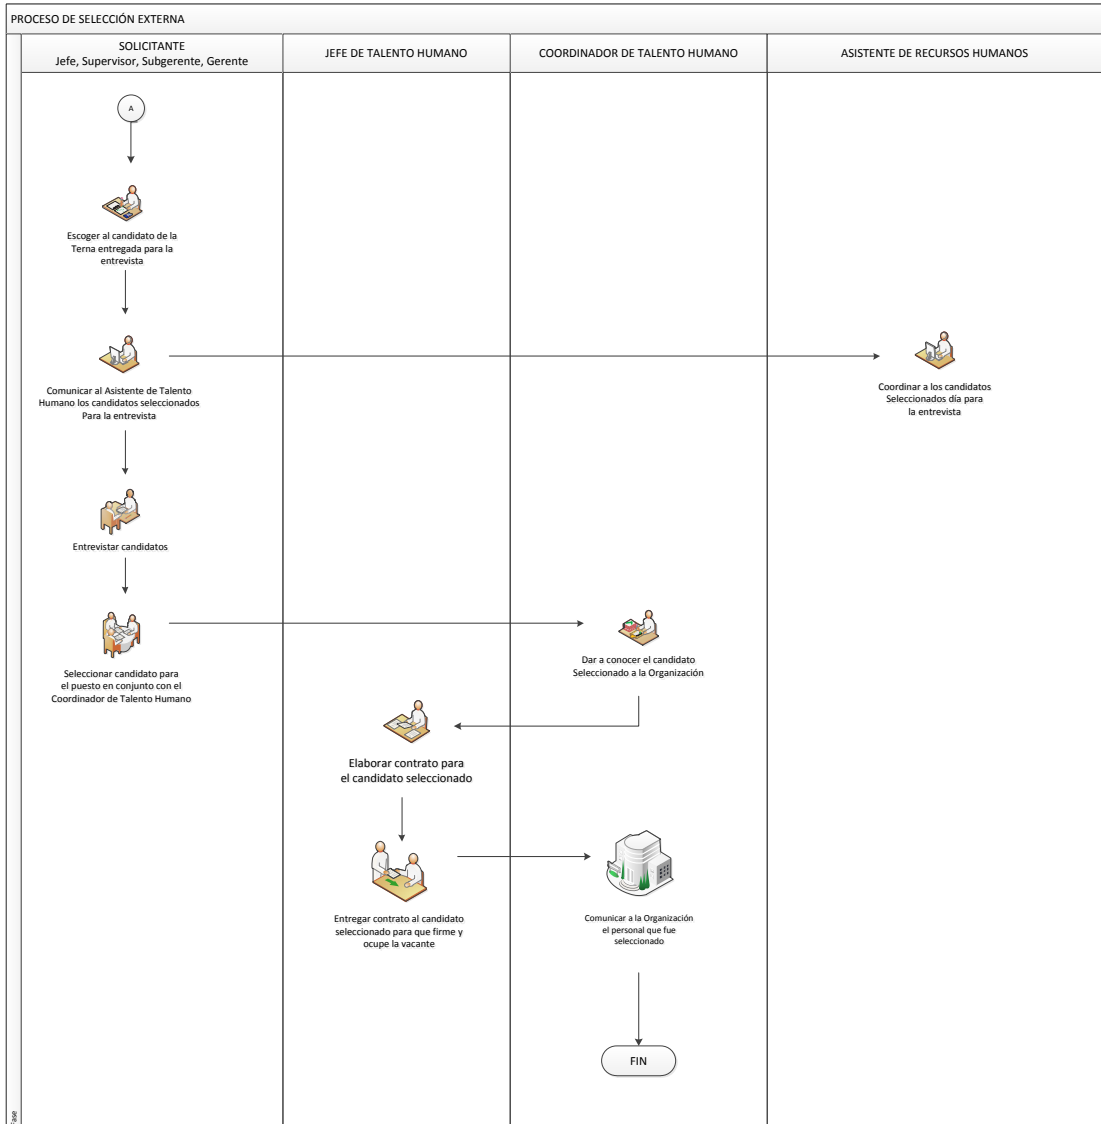 PROCESO DE SELECCIÓN EXTERNA
SOLICITANTE
Jefe, Supervisor, Subgerente, Gerente
JEFE DE TALENTO HUMANO
COORDINADOR DE TALENTO HUMANO
ASISTENTE DE RECURSOS HUMANOS
A
Escoger al candidato de la
Terna entregada para la
entrevista
Comunicar al Asistente de Talento
Humano los candidatos seleccionados
Para la entrevista
Coordinar a los candidatos
Seleccionados día para
la entrevista
Entrevistar candidatos
Seleccionar candidato para
el puesto en conjunto con el
Coordinador de Talento Humano
Dar a conocer el candidato
Seleccionado a la Organización
Elaborar contrato para
el candidato seleccionado
Entregar contrato al candidato
seleccionado para que firme y
ocupe la vacante
Comunicar a la Organización
el personal que fue
seleccionado
FIN
Fase